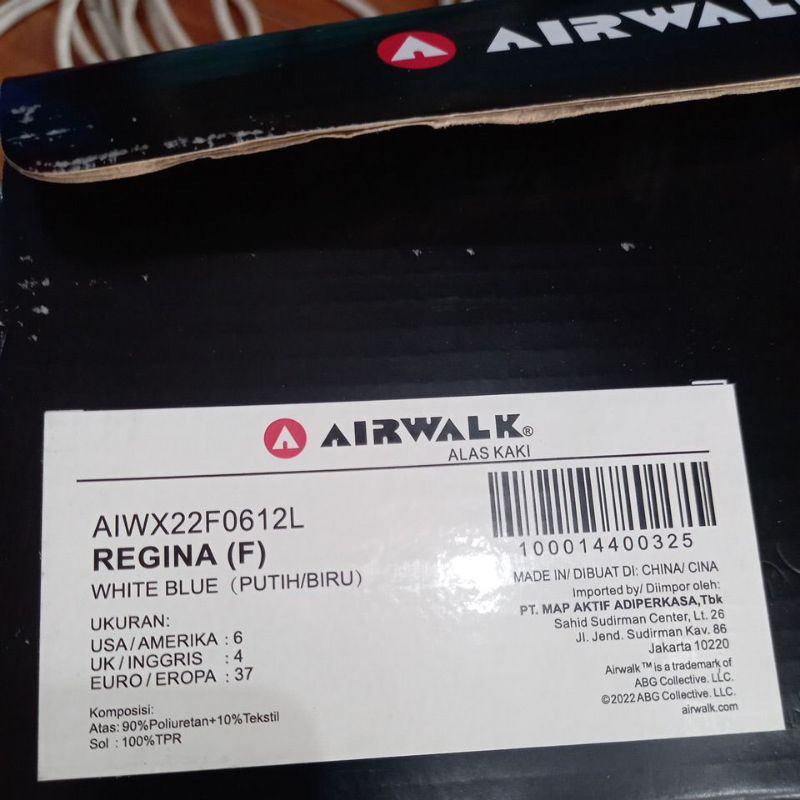 AIRWALK
AIRWALK®
ALAS KAKI
AIWX22F0612L
REGINA (F)
WHITE BLUE (PUTIH/BIRU)
UKURAN:
USA/AMERIKA : 6
UK/INGGRIS : 4
EURO/EROPA : 37
Komposisi:
Atas: 90%Poliuretan+10%Tekstil
Sol : 100%TPR
100014400325
MADE IN/ DIBUAT DI: CHINA/ CINA
Imported by/ Diimpor oleh:
PT. MAP AKTIF ADIPERKASA,Tbk
Sahid Sudirman Center, Lt. 26
Jl. Jend. Sudirman Kav. 86
Jakarta 10220
Airwalk™ is a trademark of
ABG Collective. LLC.
©2022 ABG Collective. LLC.
airwalk.com